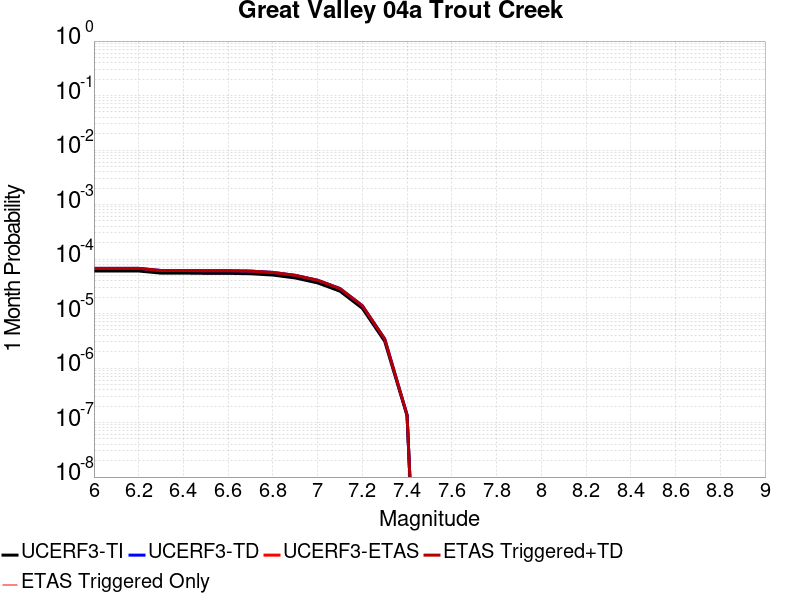 Great Valley 04a Trout Creek
10^0
10^-1
10^-2
10^-3
10^-4
10^-5
10^-6
10^-7
10^-8
1 Month Probability
6 6.2 6.4 6.6 6.8 7 7.2 7.4 7.6 7.8 8 8.2 8.4 8.6 8.8 9
Magnitude
UCERF3-TI UCERF3-TD UCERF3-ETAS ETAS Triggered+TD
ETAS Triggered Only